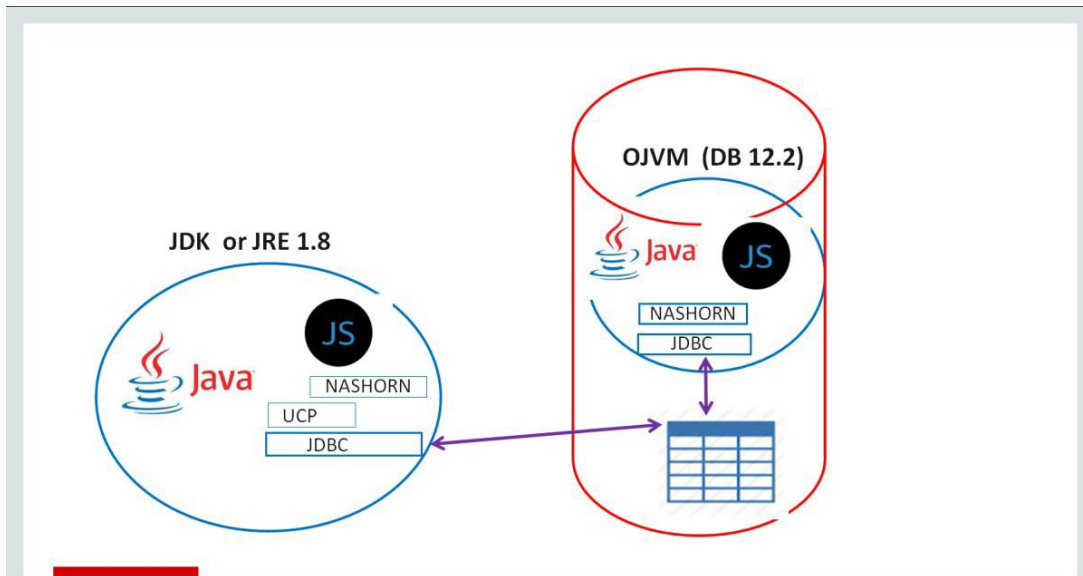 JDK or JRE 1.8
Java
JS
NASHORN
UCP
JDBC
OJVM (DB 12.2)
Java
JS
NASHORN
JDBC